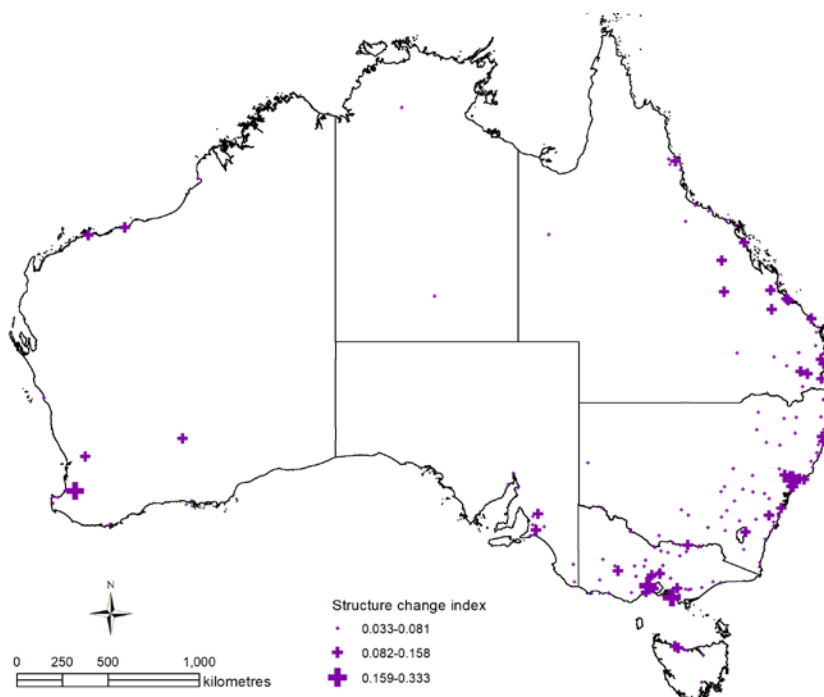 N
Structure change index
0.033-0.081
0.082-0.158
0.159-0.333
0 250 500 1,000
kilometres